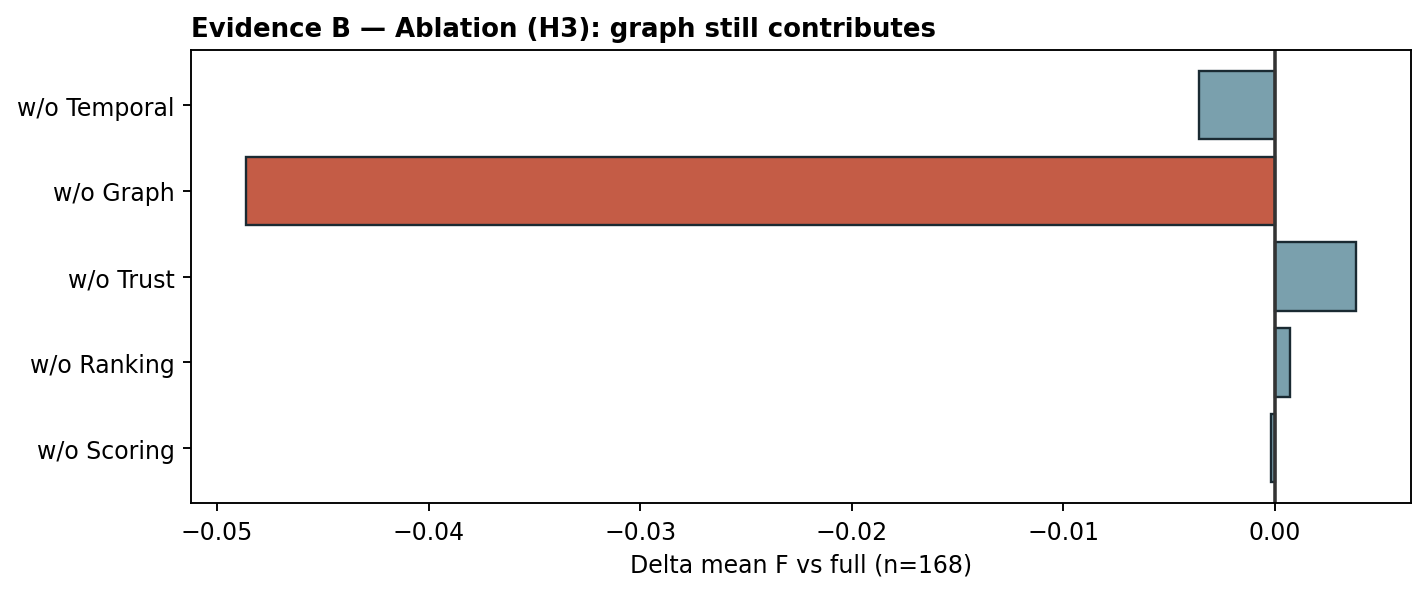 Evidence B — Ablation (H3): graph still contributes
w/o Temporal
w/o Graph
w/o Trust
w/o Ranking
w/o Scoring
−0.05 −0.04 −0.03 −0.02 −0.01 0.00
Delta mean F vs full (n=168)